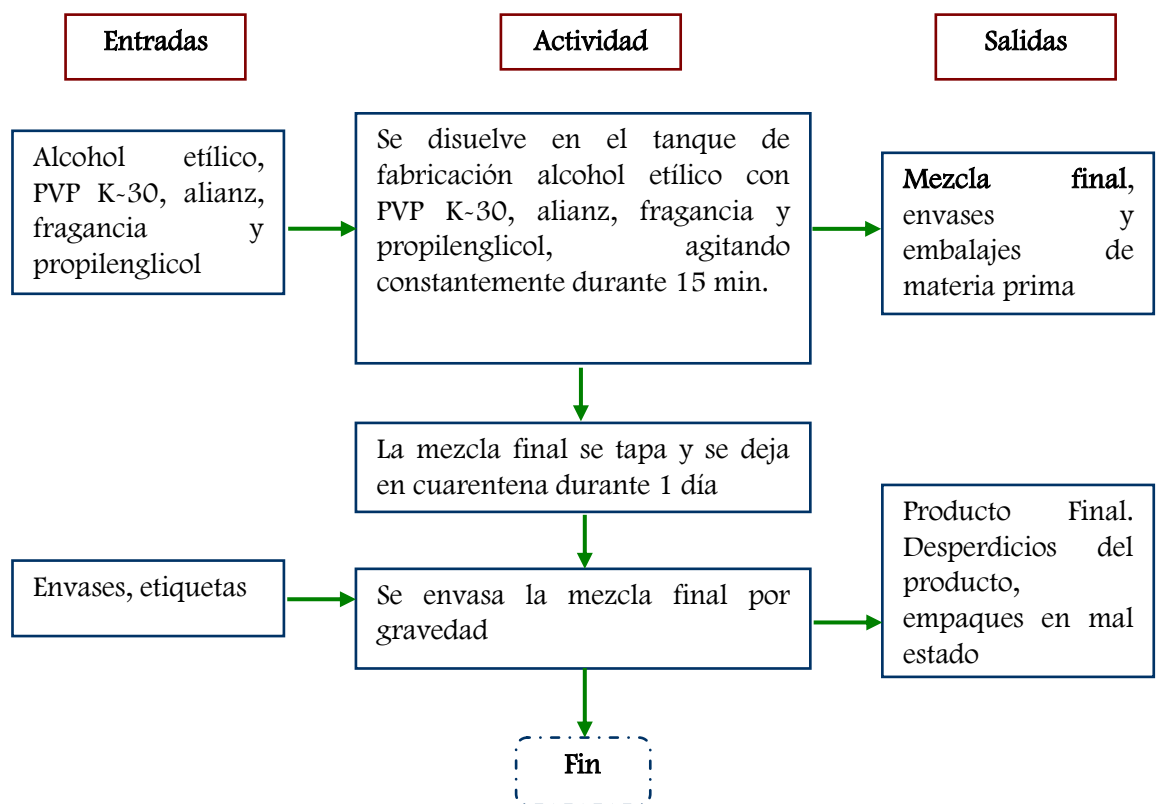 Entradas
Actividad
Salidas
Alcohol etílico,
PVP K-30, alianz,
fragancia y
propilenglicol
Se disuelve en el tanque de
fabricación alcohol etílico con
PVP K-30, alianz, fragancia y
propilenglicol, agitando
constantemente durante 15 min.
Mezcla final,
envases y
embalajes de
materia prima
La mezcla final se tapa y se deja
en cuarentena durante 1 día
Envases, etiquetas
Se envasa la mezcla final por
gravedad
Producto Final.
Desperdicios del
producto,
empaques en mal
estado
Fin